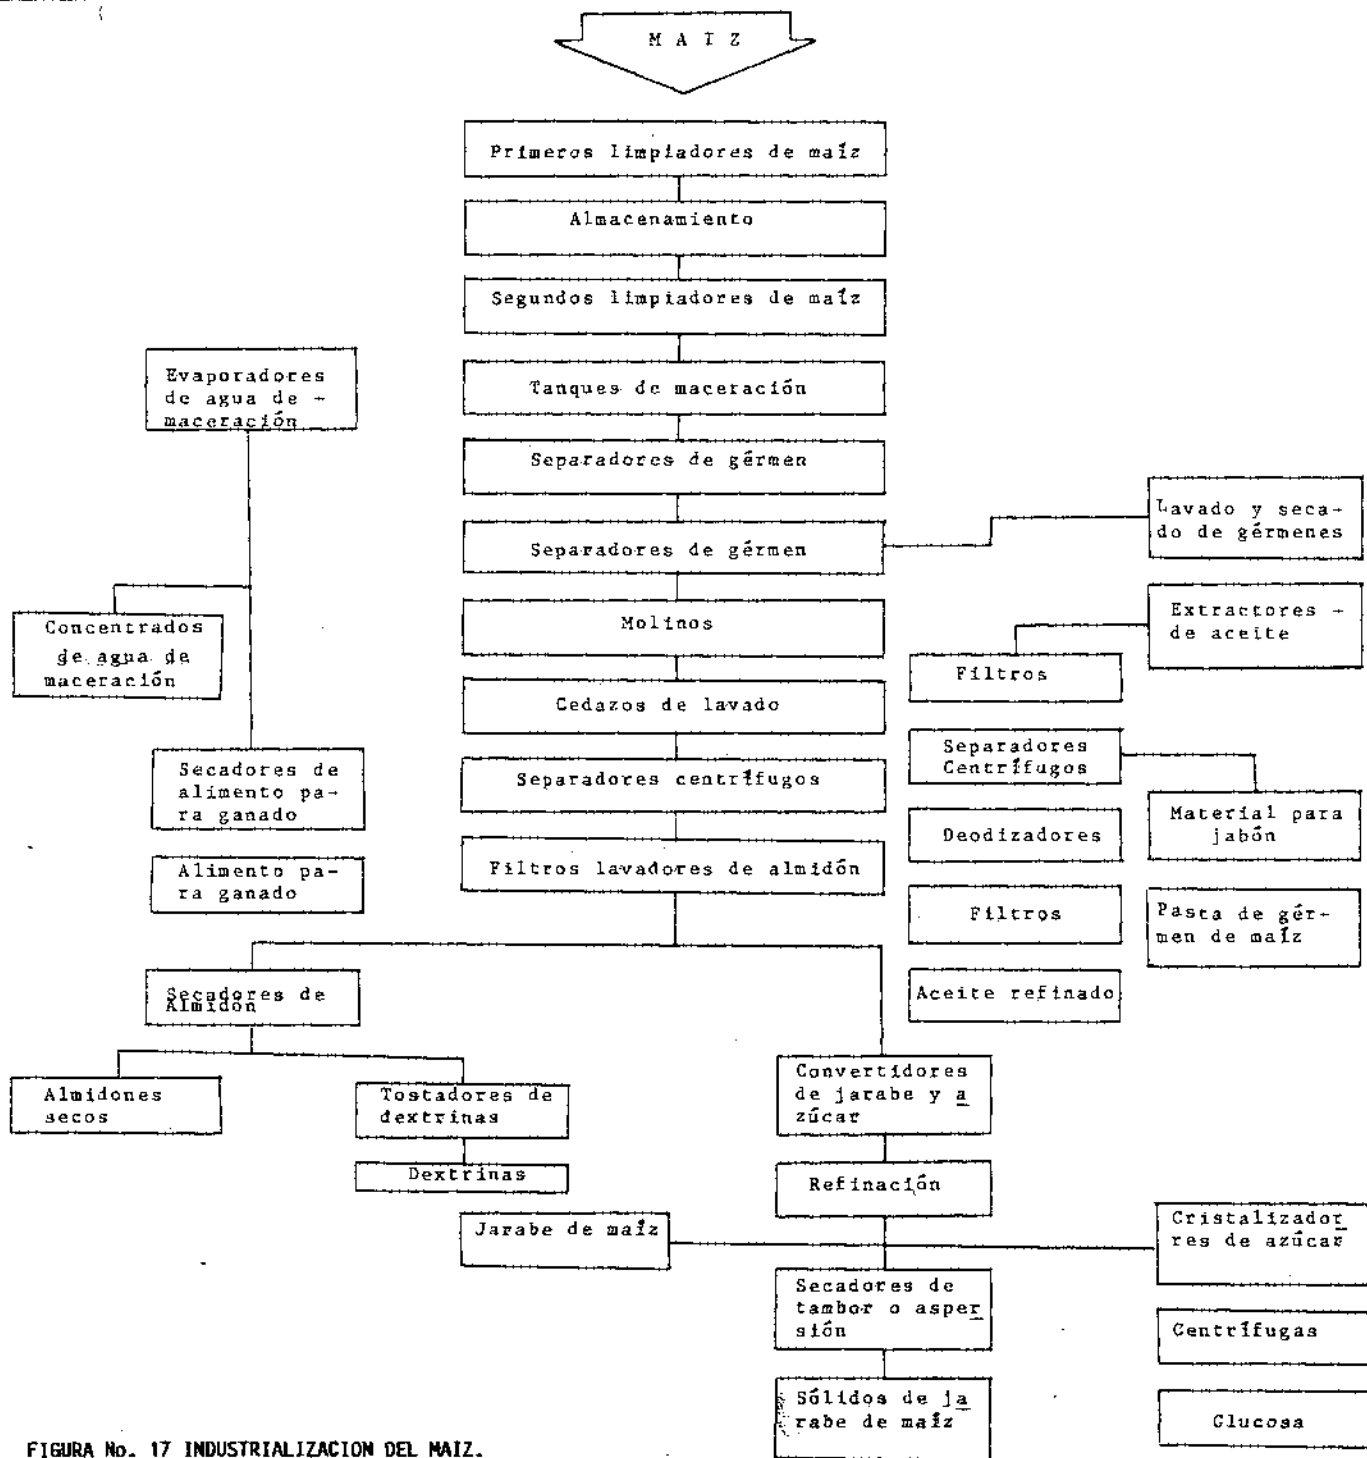 M A I Z
Primeros limpiadores de maíz
Almacenamiento
Segundos limpiadores de maíz
Tanques de maceración
Separadores de gérmen
Separadores de gérmen
Molinos
Cedazos de lavado
Separadores centrífugos
Filtros lavadores de almidón
Evaporadores
de agua de -
maceración
Concentrados
de agua de
maceración
Secadores de
alimento pa-
ra ganado
Alimento pa-
ra ganado
Lavado y seca-
do de gérmenes
Extractores -
de aceite
Filtros
Separadores
Centrífugos
Material para
jabón
Deodizadores
Filtros
Pasta de gér-
men de maíz
Aceite refinado
Secadores de
Almidón
Almidones
secos
Tostadores de
dextrinas
Dextrinas
Convertidores
de jarabe y a
zúcar
Refinación
Jarabe de maíz
Cristalizador
res de azúcar
Secadores de
tambor o asper
sión
Centrífugas
Sólidos de ja
rabe de maíz
Glucosa
FIGURA No. 17 INDUSTRIALIZACION DEL MAIZ.